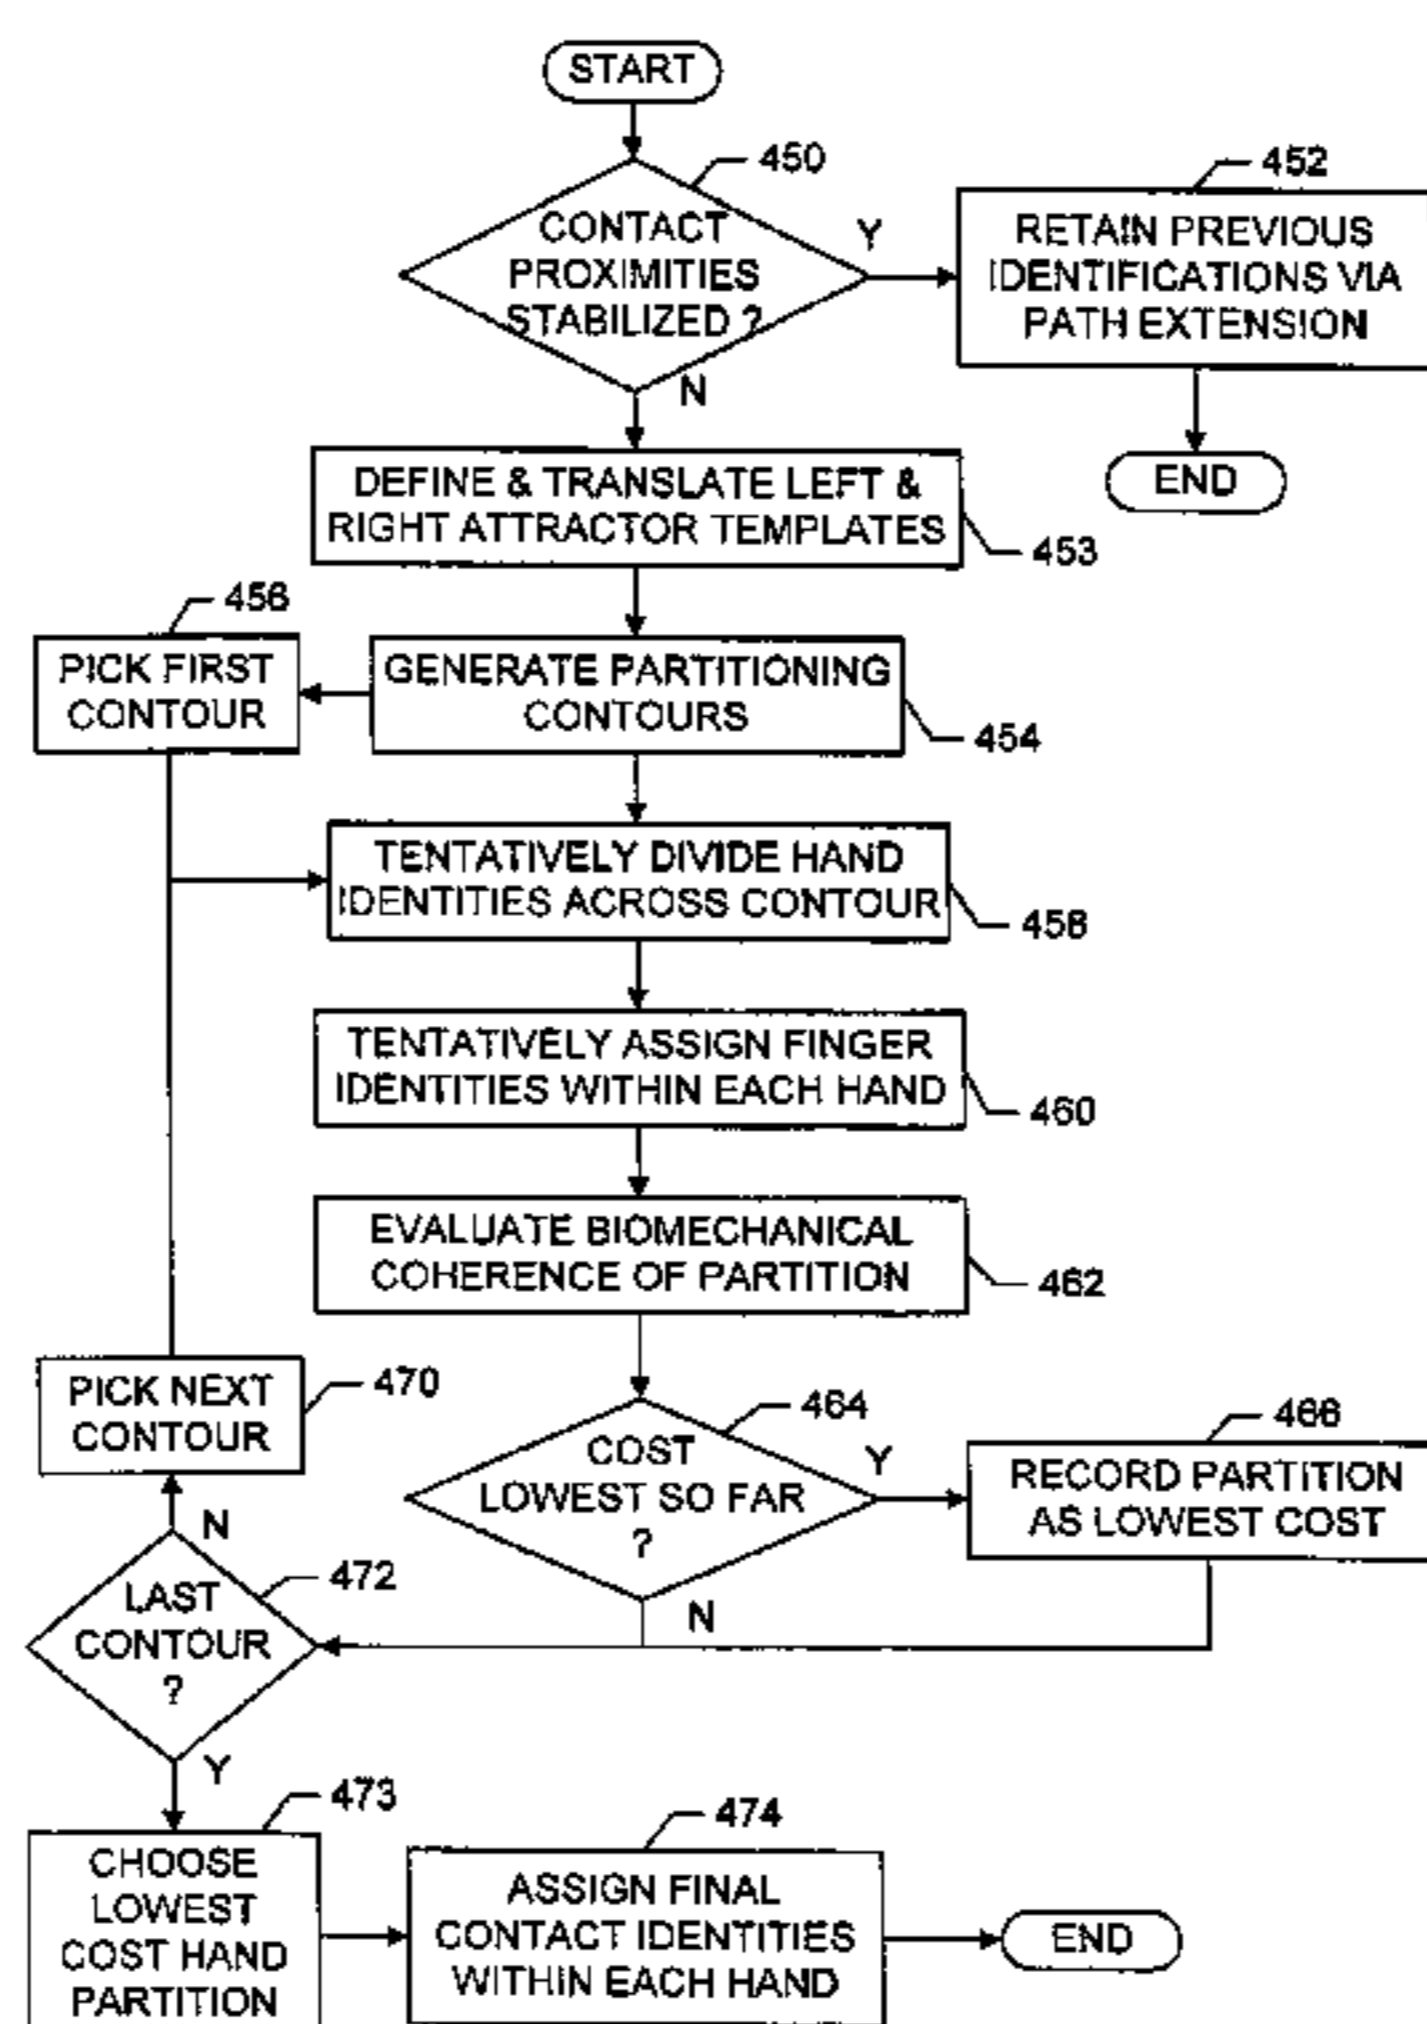 START
450
CONTACT
PROXIMITIES
STABILIZED ?
Y
N
452
RETAIN PREVIOUS
IDENTIFICATIONS VIA
PATH EXTENSION
END
DEFINE & TRANSLATE LEFT &
RIGHT ATTRACTOR TEMPLATES
453
456
PICK FIRST
CONTOUR
GENERATE PARTITIONING
CONTOURS
454
TENTATIVELY DIVIDE HAND
IDENTITIES ACROSS CONTOUR
458
TENTATIVELY ASSIGN FINGER
IDENTITIES WITHIN EACH HAND
460
EVALUATE BIOMECHANICAL
COHERENCE OF PARTITION
462
PICK NEXT
CONTOUR
470
464
COST
LOWEST SO FAR
?
Y
N
466
RECORD PARTITION
AS LOWEST COST
N
LAST
CONTOUR
?
472
Y
473
CHOOSE
LOWEST
COST HAND
PARTITION
474
ASSIGN FINAL
CONTACT IDENTITIES
WITHIN EACH HAND
END